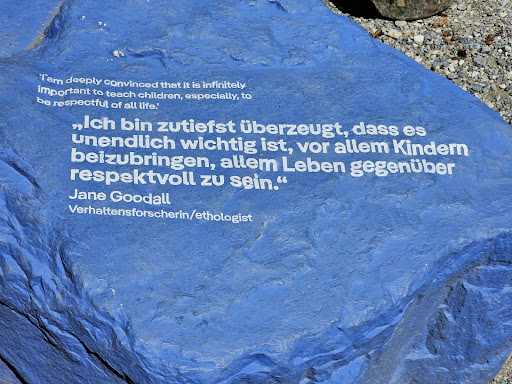 'I am deeply convinced that it is infinitely
important to teach children, especially, to
be respectful of all life.'
„Ich bin zutiefst überzeugt, dass es
unendlich wichtig ist, vor allem Kindern
beizubringen, allem Leben gegenüber
respektvoll zu sein.“
Jane Goodall
Verhaltensforscherin/ethologist